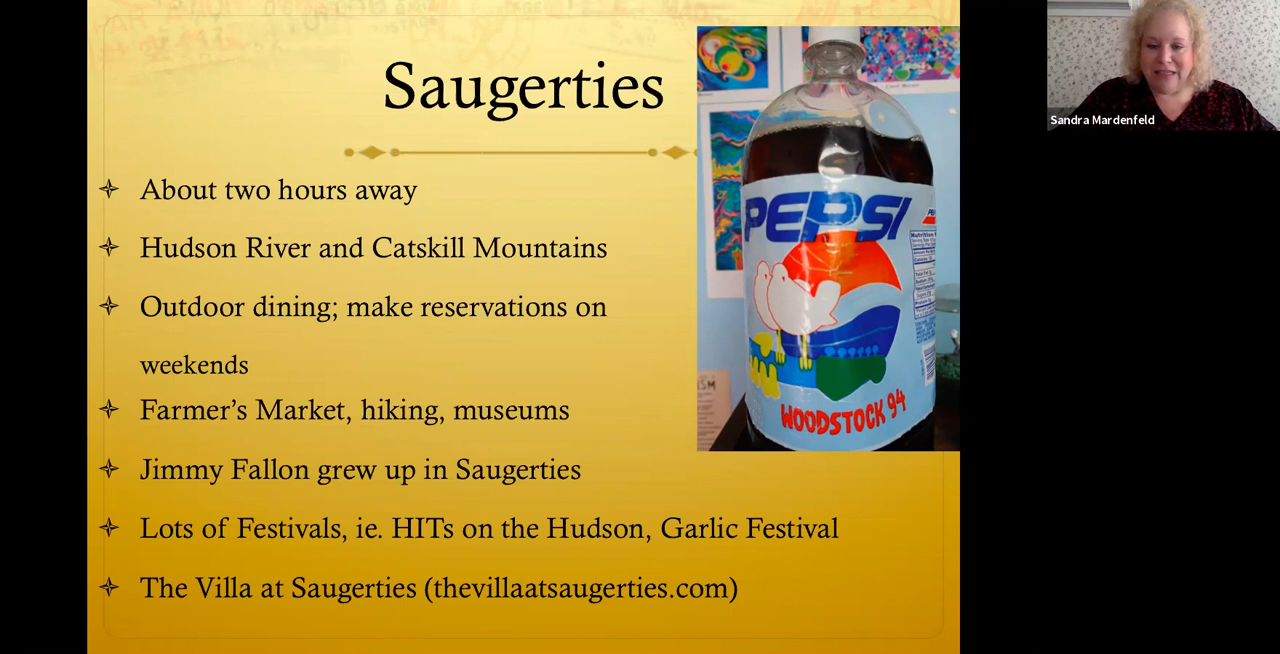 Saugerties
About two hours away
Hudson River and Catskill Mountains
Outdoor dining; make reservations on
weekends
Farmer’s Market, hiking, museums
Jimmy Fallon grew up in Saugerties
Lots of Festivals, ie. HITs on the Hudson, Garlic Festival
The Villa at Saugerties (thevillaatsaugerties.com)
PEPSI
WOODSTOCK 94
Sandra Mardenfeld